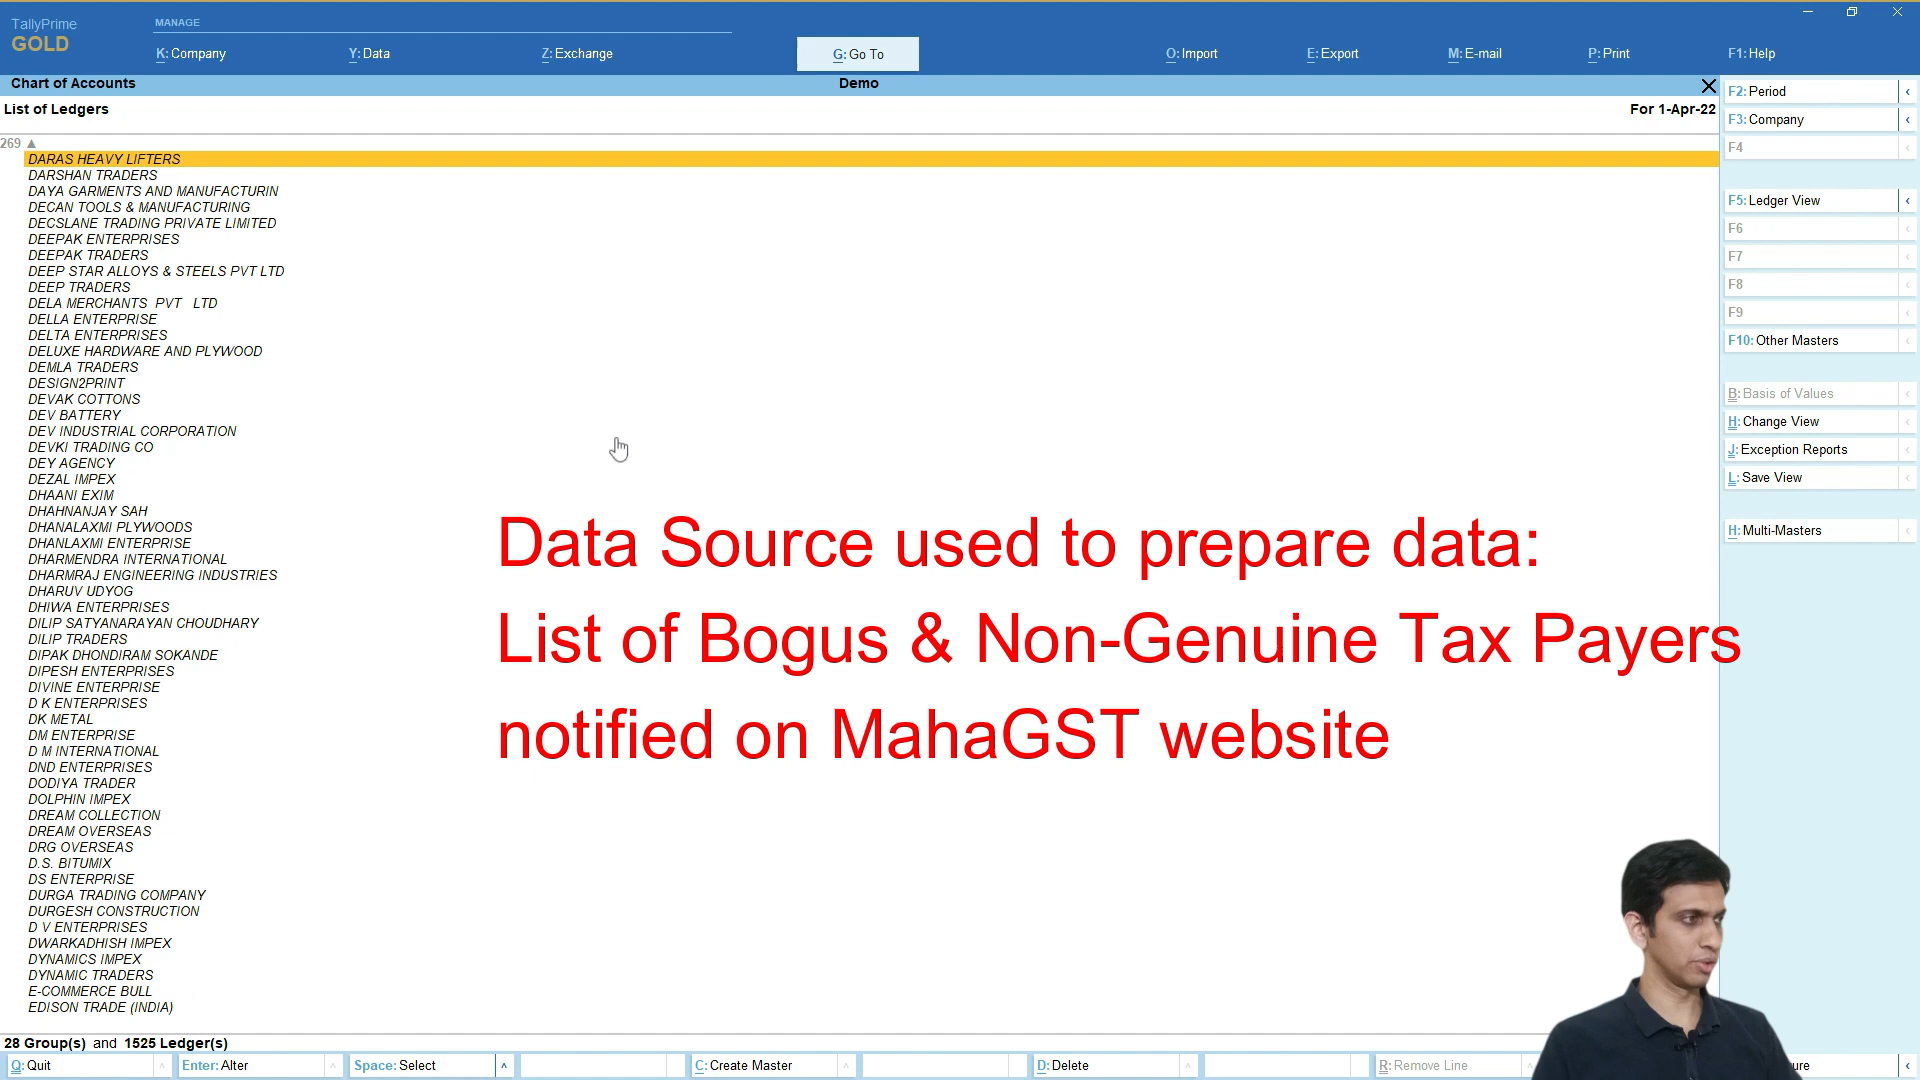 TallyPrime
GOLD
MANAGE
K: Company
Y: Data
Z: Exchange
G: Go To
O: Import
E: Export
M: E-mail
P: Print
F1: Help
Chart of Accounts
Demo
List of Ledgers
For 1-Apr-22
269
DARAS HEAVY LIFTERS
DARSHAN TRADERS
DAYA GARMENTS AND MANUFACTURIN
DECAN TOOLS & MANUFACTURING
DECSLANE TRADING PRIVATE LIMITED
DEEPAK ENTERPRISES
DEEPAK TRADERS
DEEP STAR ALLOYS & STEELS PVT LTD
DEEP TRADERS
DELA MERCHANTS PVT LTD
DELLA ENTERPRISE
DELTA ENTERPRISES
DELUXE HARDWARE AND PLYWOOD
DEMLA TRADERS
DESIGN2PRINT
DEVAK COTTONS
DEV BATTERY
DEV INDUSTRIAL CORPORATION
DEVKI TRADING CO
DEY AGENCY
DEZAL IMPEX
DHAANI EXIM
DHAHNANJAY SAH
DHANALAXMI PLYWOODS
DHANLAXMI ENTERPRISE
DHARMENDRA INTERNATIONAL
DHARMRAJ ENGINEERING INDUSTRIES
DHARUV UDYOG
DHIWA ENTERPRISES
DILIP SATYANARAYAN CHOUDHARY
DILIP TRADERS
DIPAK DHONDIRAM SOKANDE
DIPESH ENTERPRISES
DIVINE ENTERPRISE
D K ENTERPRISES
DK METAL
DM ENTERPRISE
D M INTERNATIONAL
DND ENTERPRISES
DODIYA TRADER
DOLPHIN IMPEX
DREAM COLLECTION
DREAM OVERSEAS
DRG OVERSEAS
D.S. BITUMIX
DS ENTERPRISE
DURGA TRADING COMPANY
DURGESH CONSTRUCTION
D V ENTERPRISES
DWARKADHISH IMPEX
DYNAMICS IMPEX
DYNAMIC TRADERS
E-COMMERCE BULL
EDISON TRADE (INDIA)
Data Source used to prepare data:
List of Bogus & Non-Genuine Tax Payers
notified on MahaGST website
F2: Period
F3: Company
F4
F5: Ledger View
F6
F7
F8
F9
F10: Other Masters
B: Basis of Values
H: Change View
J: Exception Reports
L: Save View
H: Multi-Masters
28 Group(s) and 1525 Ledger(s)
Q: Quit
Enter: Alter
Space: Select
C: Create Master
D: Delete
R: Remove Line
ure